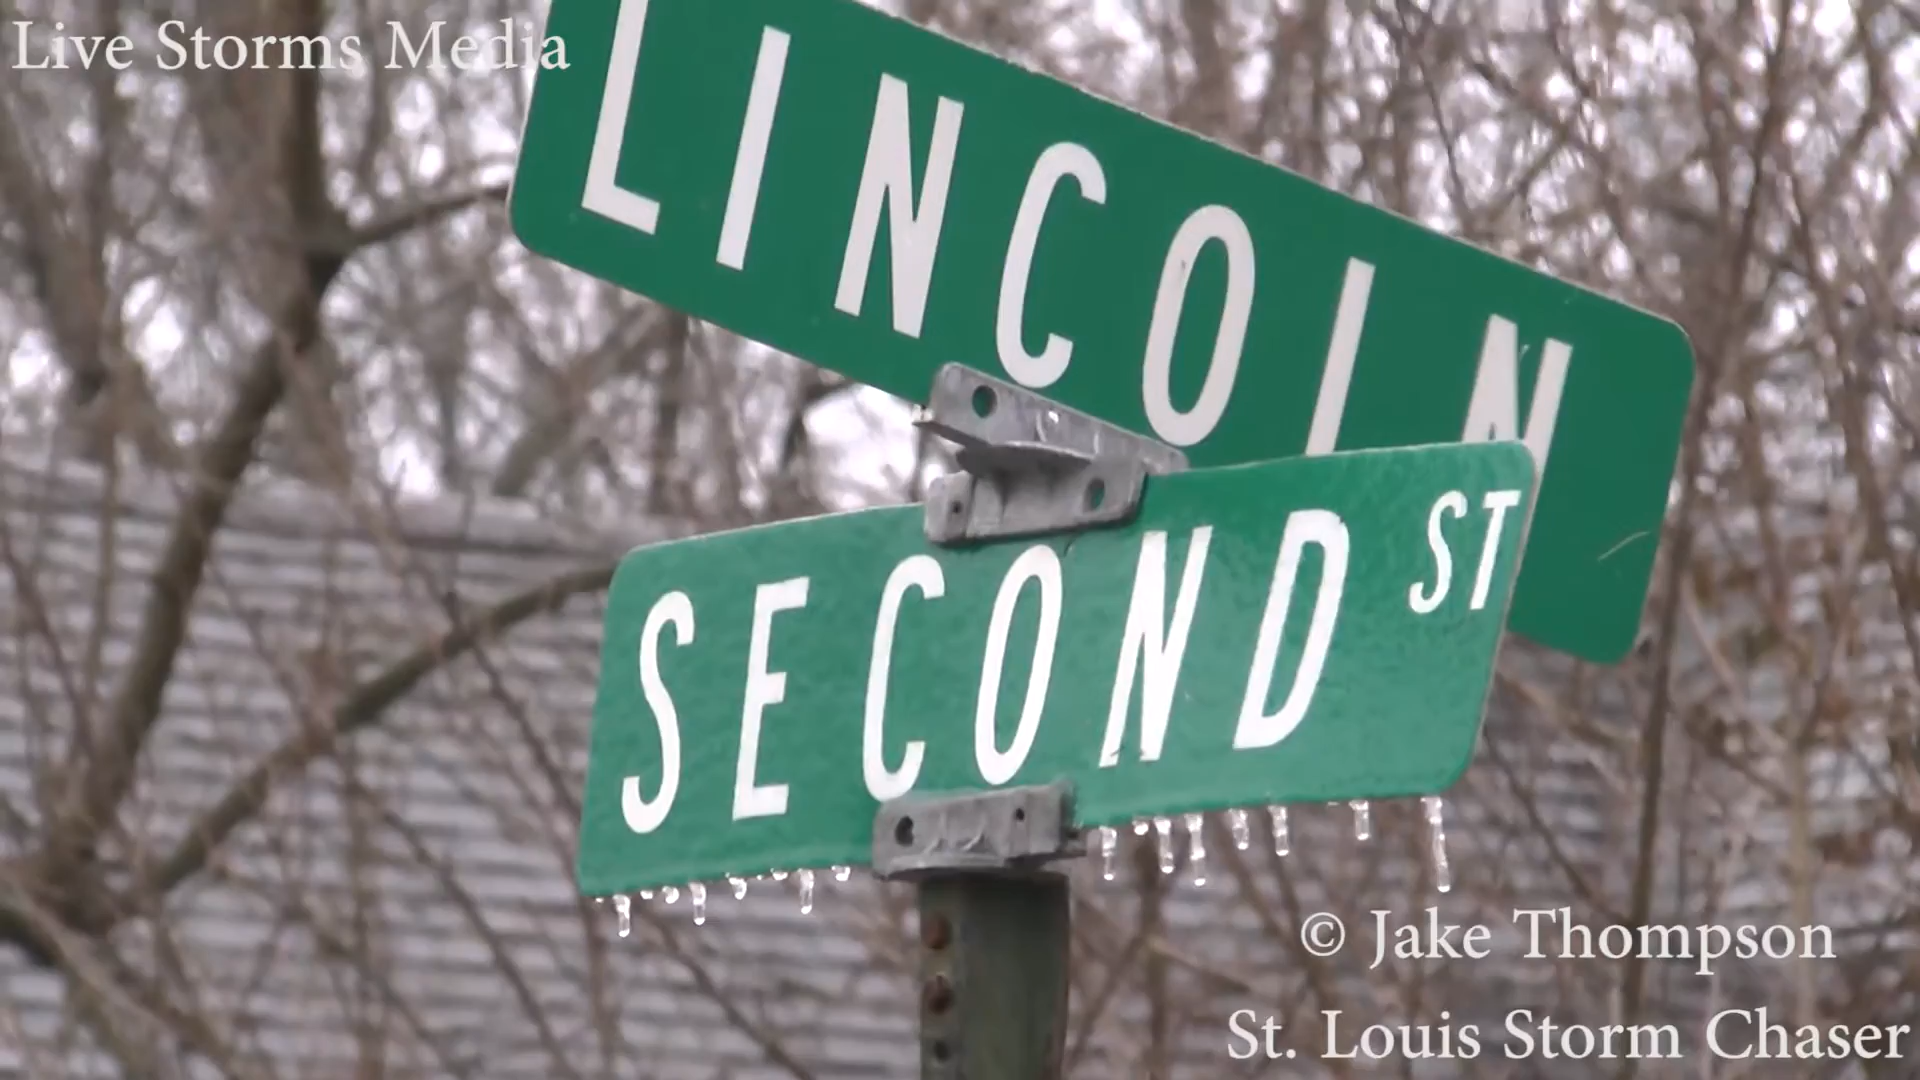 Live Storms Media
LINCOLN
SECOND ST
© Jake Thompson
St. Louis Storm Chaser